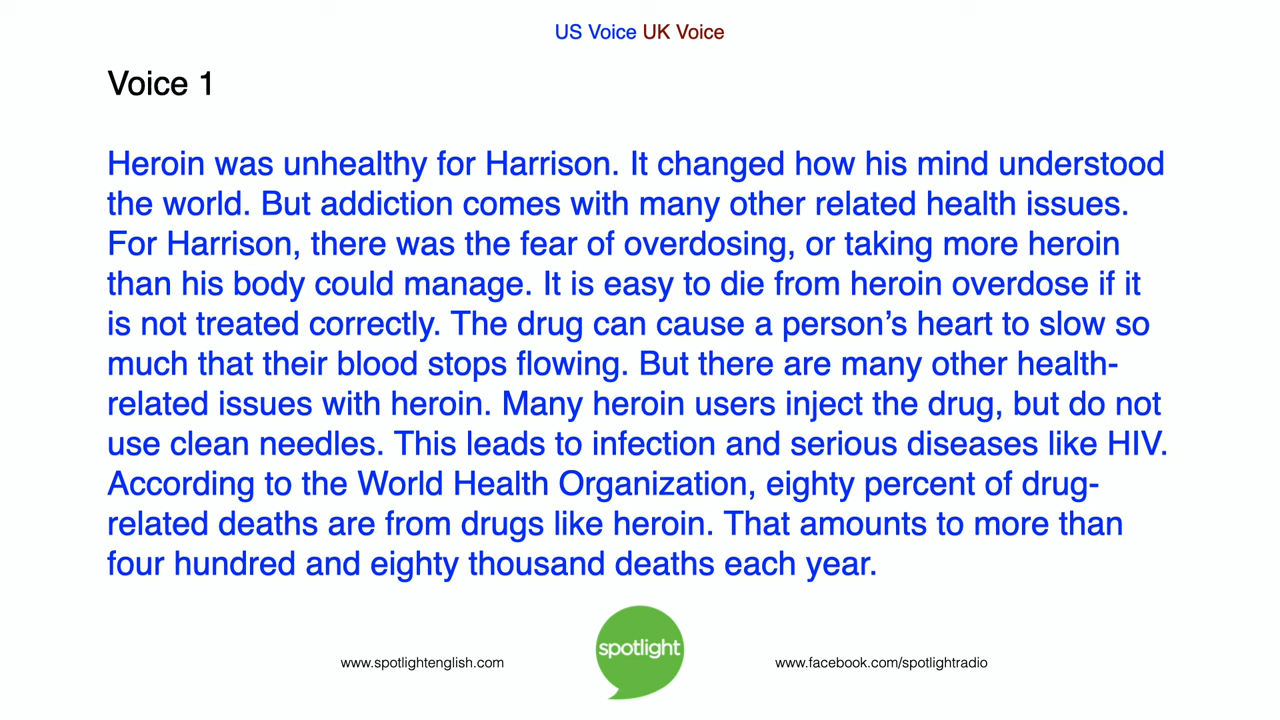 US Voice UK Voice
Voice 1
Heroin was unhealthy for Harrison. It changed how his mind understood
the world. But addiction comes with many other related health issues.
For Harrison, there was the fear of overdosing, or taking more heroin
than his body could manage. It is easy to die from heroin overdose if it
is not treated correctly. The drug can cause a person’s heart to slow so
much that their blood stops flowing. But there are many other health-
related issues with heroin. Many heroin users inject the drug, but do not
use clean needles. This leads to infection and serious diseases like HIV.
According to the World Health Organization, eighty percent of drug-
related deaths are from drugs like heroin. That amounts to more than
four hundred and eighty thousand deaths each year.
spotlight
www.spotlightenglish.com
www.facebook.com/spotlightradio